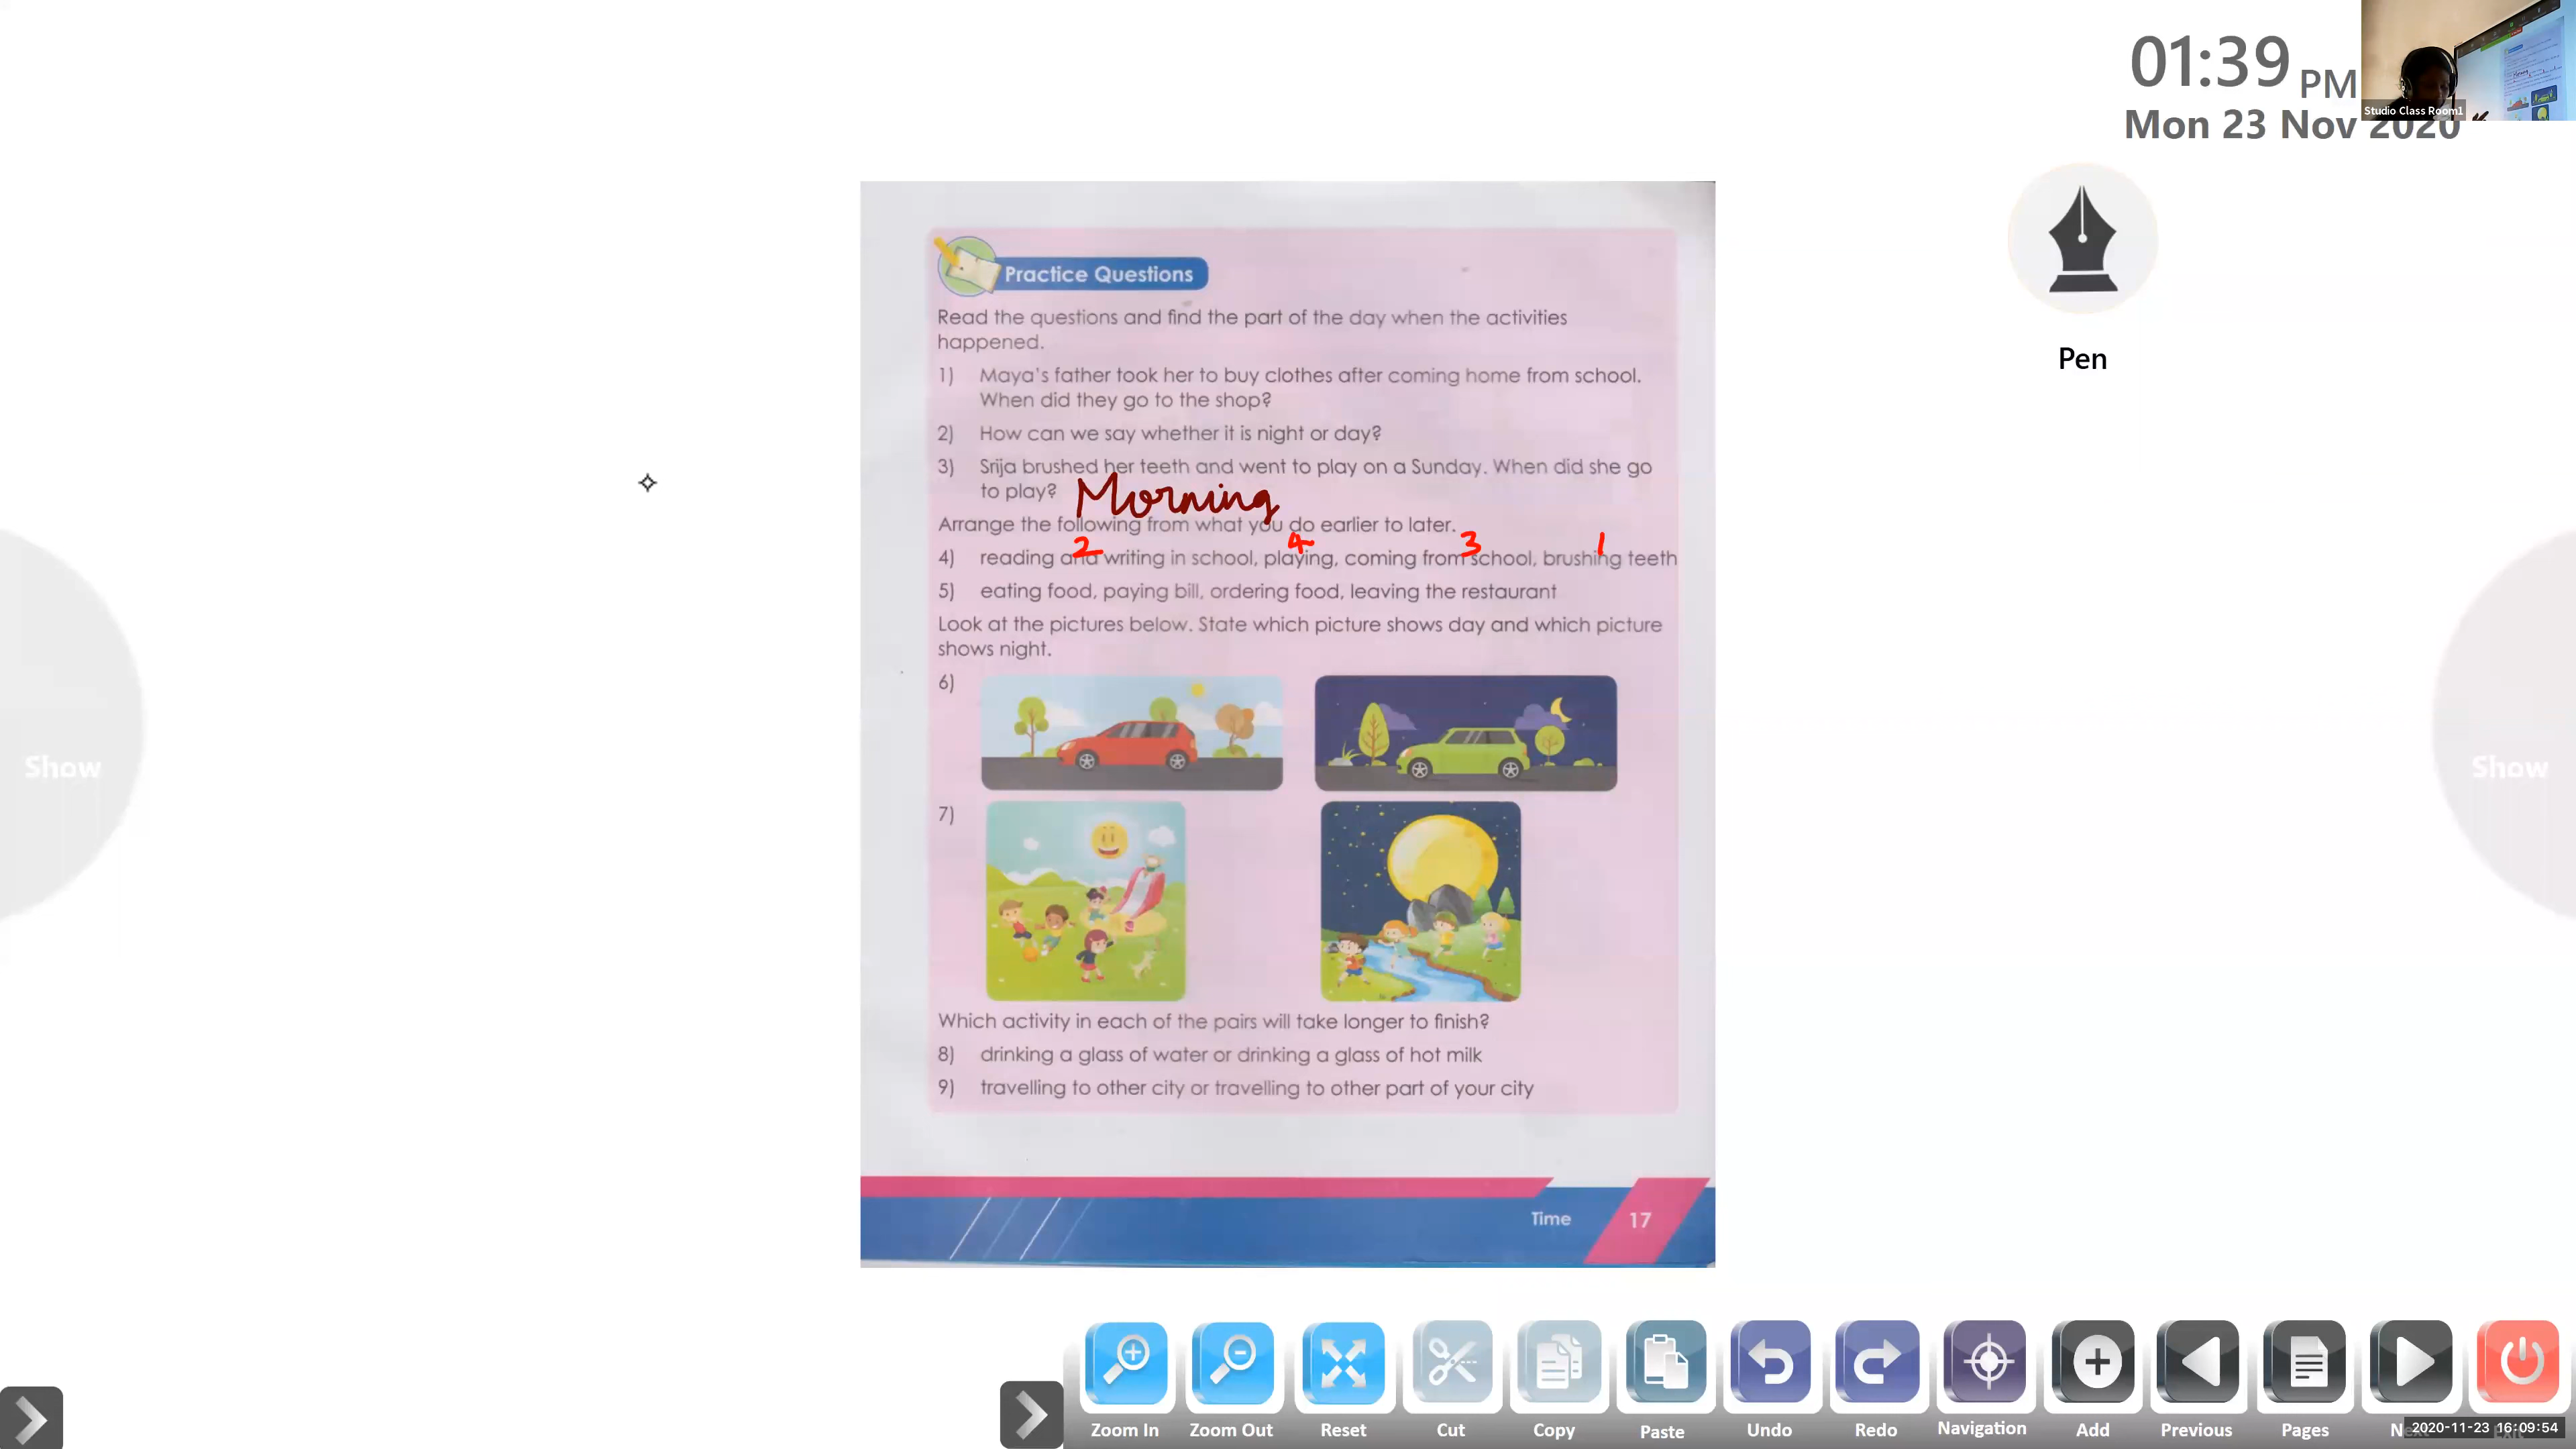 01:39 PM
Mon 23 Nov 2020
Studio Class Room1
Pen
Practice Questions
Read the questions and find the part of the day when the activities
happened.
1) Maya's father took her to buy clothes after coming home from school.
When did they go to the shop?
2) How can we say whether it is night or day?
3) Srija brushed her teeth and went to play on a Sunday. When did she go
to play? Morning
Arrange the following from what you do earlier to later.
2 4 3 1
4) reading and writing in school, playing, coming from school, brushing teeth
5) eating food, paying bill, ordering food, leaving the restaurant
Look at the pictures below. State which picture shows day and which picture
shows night.
6)
7)
Which activity in each of the pairs will take longer to finish?
8) drinking a glass of water or drinking a glass of hot milk
9) travelling to other city or travelling to other part of your city
Time 17
Show
Show
Zoom In Zoom Out Reset Cut Copy Paste Undo Redo Navigation Add Previous Pages
2020-11-23 16:09:54